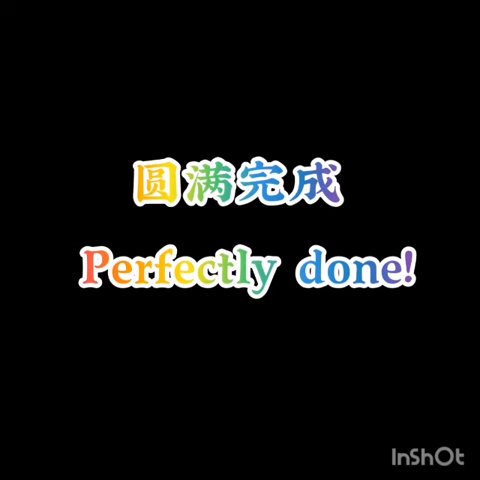 圆满完成
Perfectly done!
InShOt